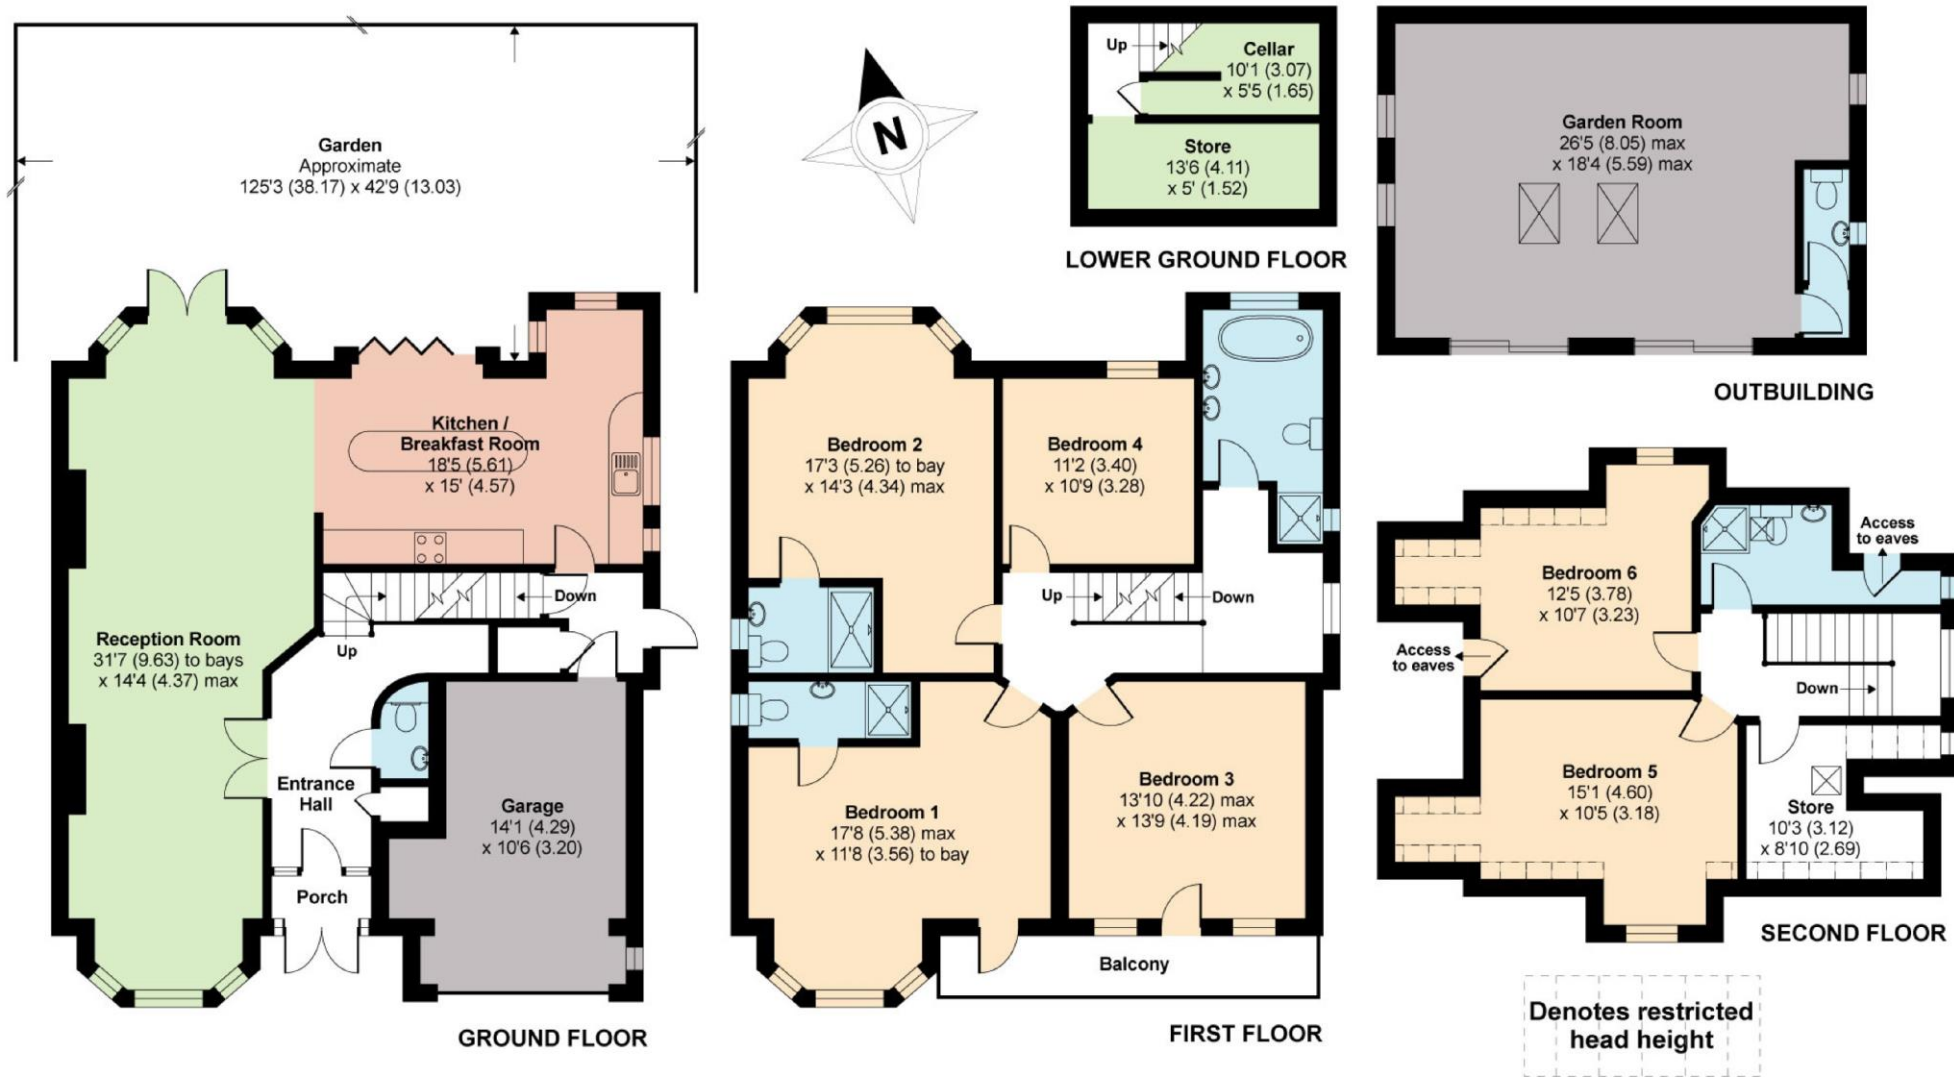 Garden
Approximate
125'3 (38.17) x 42'9 (13.03)
N
Up
Cellar
10'1 (3.07)
x 5'5 (1.65)
Store
13'6 (4.11)
x 5' (1.52)
LOWER GROUND FLOOR
Garden Room
26'5 (8.05) max
x 18'4 (5.59) max
OUTBUILDING
Kitchen /
Breakfast Room
18'5 (5.61)
x 15' (4.57)
Down
Reception Room
31'7 (9.63) to bays
x 14'4 (4.37) max
Up
Entrance
Hall
Garage
14'1 (4.29)
x 10'6 (3.20)
Porch
GROUND FLOOR
Bedroom 2
17'3 (5.26) to bay
x 14'3 (4.34) max
Bedroom 4
11'2 (3.40)
x 10'9 (3.28)
Up
Down
Bedroom 1
17'8 (5.38) max
x 11'8 (3.56) to bay
Bedroom 3
13'10 (4.22) max
x 13'9 (4.19) max
Balcony
FIRST FLOOR
Access
to eaves
Bedroom 6
12'5 (3.78)
x 10'7 (3.23)
Access
to eaves
Down
Bedroom 5
15'1 (4.60)
x 10'5 (3.18)
Store
10'3 (3.12)
x 8'10 (2.69)
SECOND FLOOR
Denotes restricted
head height